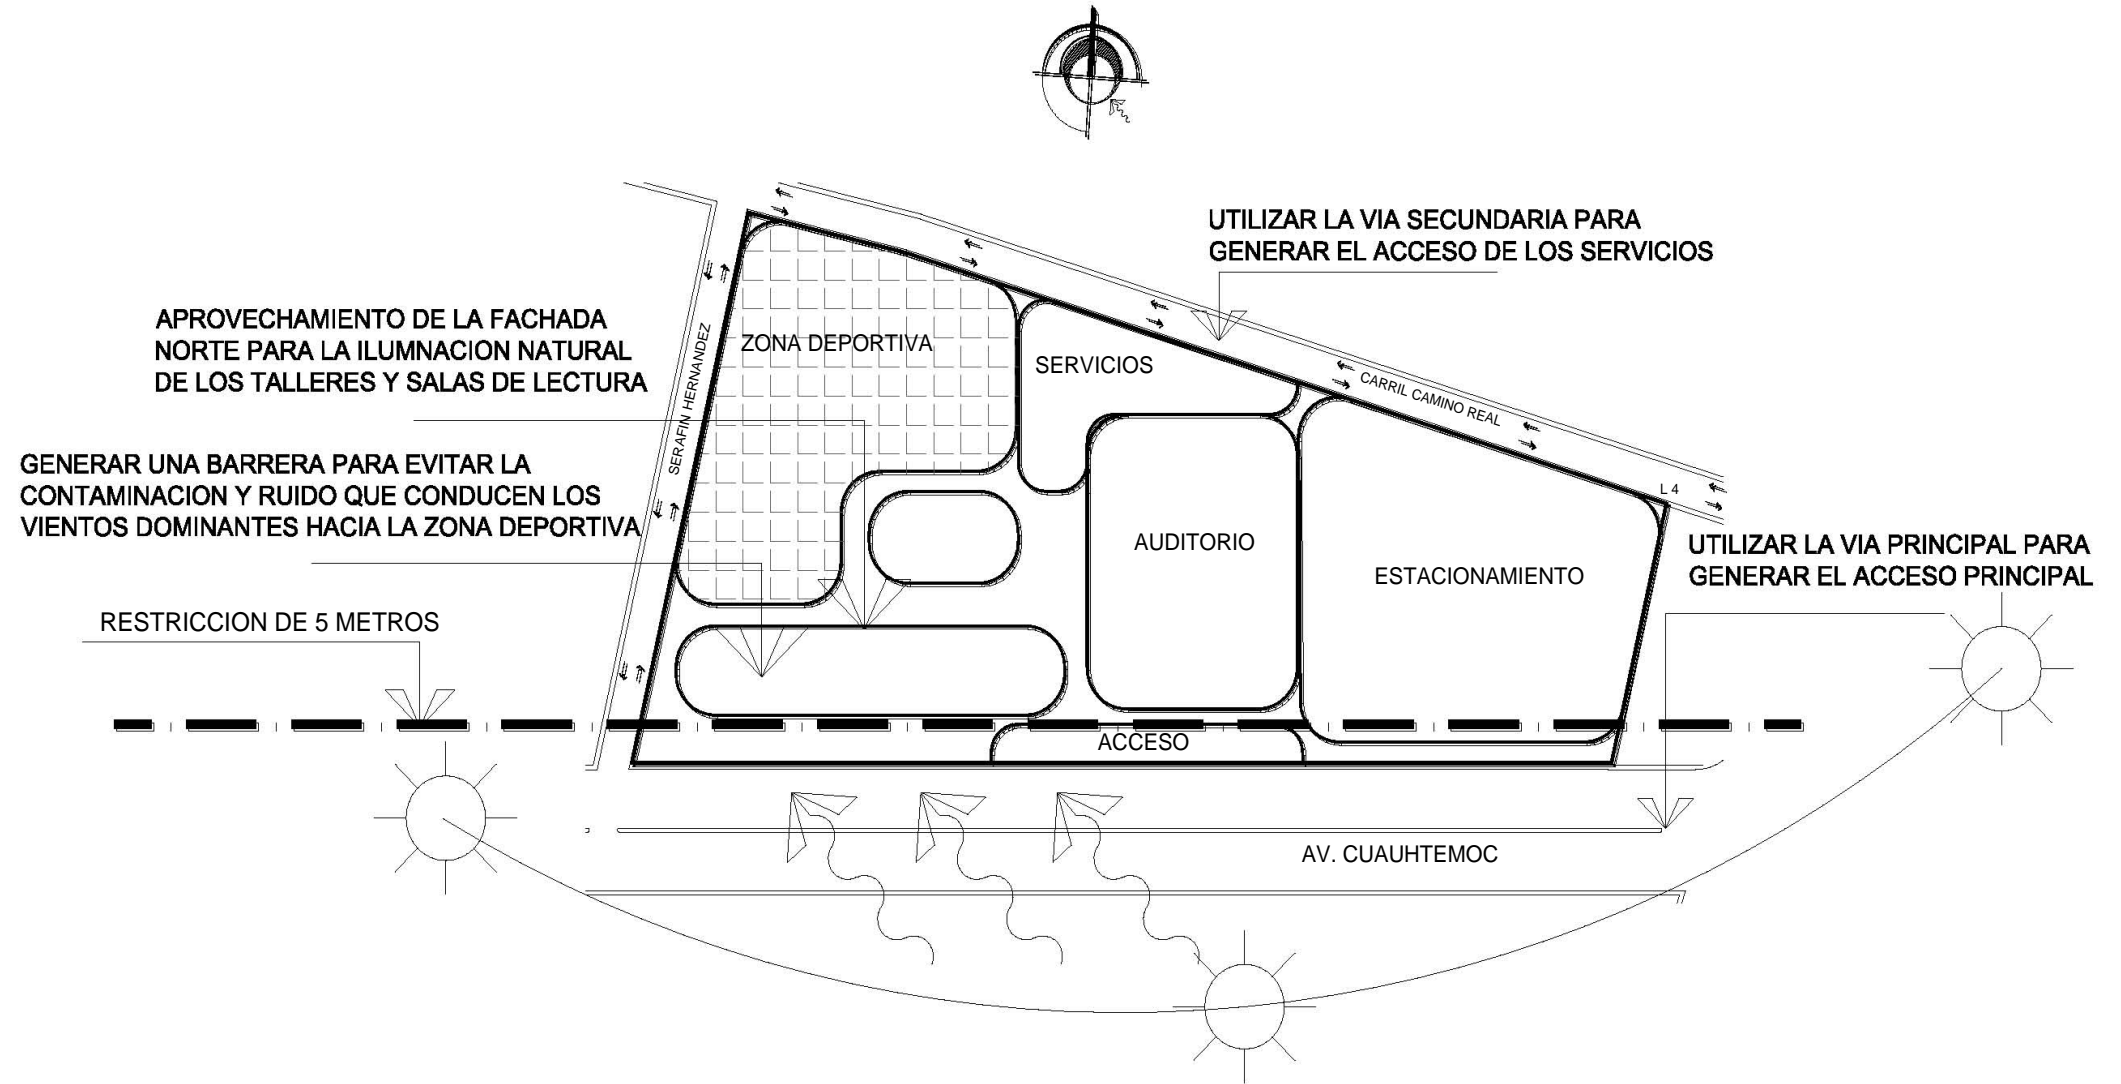 UTILIZAR LA VIA SECUNDARIA PARA
GENERAR EL ACCESO DE LOS SERVICIOS
APROVECHAMIENTO DE LA FACHADA
NORTE PARA LA ILUMNACION NATURAL
DE LOS TALLERES Y SALAS DE LECTURA
SERAFIN HERNANDEZ
ZONA DEPORTIVA
SERVICIOS
CARRIL CAMINO REAL
GENERAR UNA BARRERA PARA EVITAR LA
CONTAMINACION Y RUIDO QUE CONDUCEN LOS
VIENTOS DOMINANTES HACIA LA ZONA DEPORTIVA
L 4
AUDITORIO
ESTACIONAMIENTO
UTILIZAR LA VIA PRINCIPAL PARA
GENERAR EL ACCESO PRINCIPAL
RESTRICCION DE 5 METROS
ACCESO
AV. CUAUHTEMOC